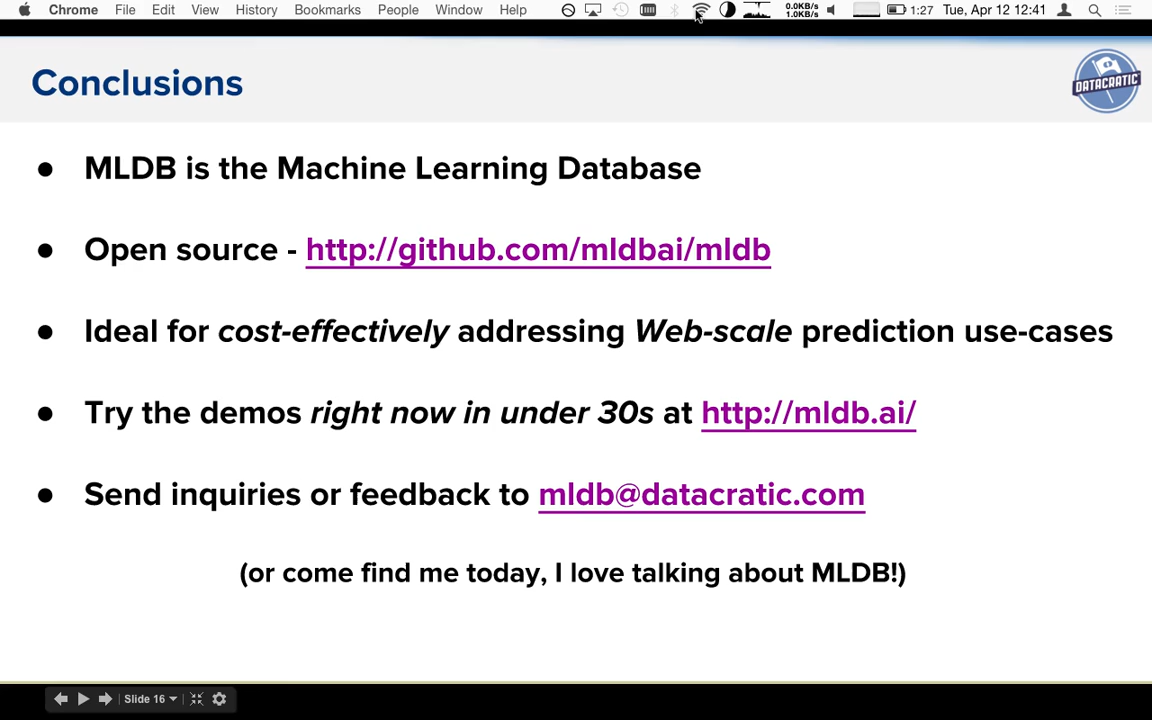 Chrome File Edit View History Bookmarks People Window Help 0.0KB/s 1:27 Tue, Apr 12 12:41
1.0KB/s
Conclusions
DATACRATIC
● MLDB is the Machine Learning Database
● Open source - http://github.com/mldbai/mldb
● Ideal for cost-effectively addressing Web-scale prediction use-cases
● Try the demos right now in under 30s at http://mldb.ai/
● Send inquiries or feedback to mldb@datacratic.com
(or come find me today, I love talking about MLDB!)
Slide 16